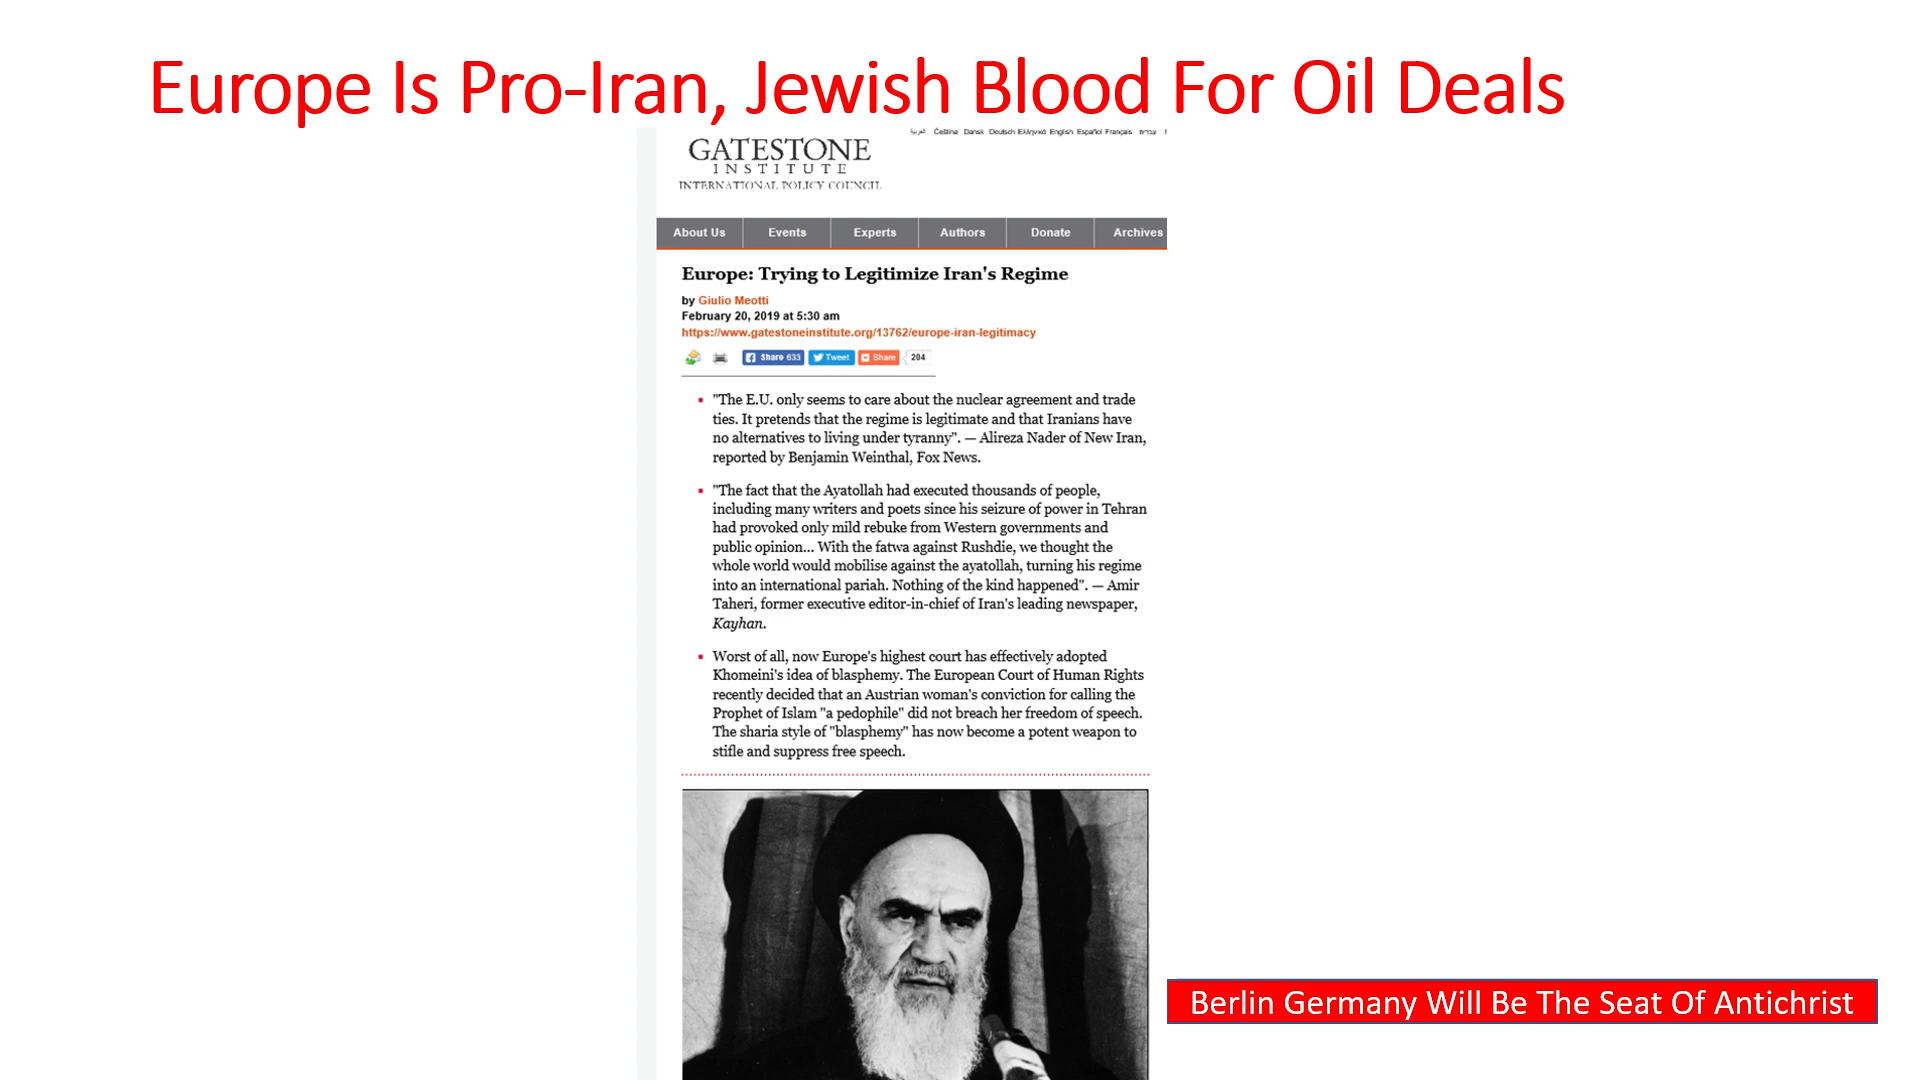 Europe Is Pro-Iran, Jewish Blood For Oil Deals
العربية Čeština Dansk Deutsch Ελληνικά English Español Français עברית
GATESTONE
INSTITUTE
INTERNATIONAL POLICY COUNCIL
About Us Events Experts Authors Donate Archives
Europe: Trying to Legitimize Iran's Regime
by Giulio Meotti
February 20, 2019 at 5:30 am
https://www.gatestoneinstitute.org/13762/europe-iran-legitimacy
Share 633 Tweet Share 204
"The E.U. only seems to care about the nuclear agreement and trade
ties. It pretends that the regime is legitimate and that Iranians have
no alternatives to living under tyranny". — Alireza Nader of New Iran,
reported by Benjamin Weinthal, Fox News.
"The fact that the Ayatollah had executed thousands of people,
including many writers and poets since his seizure of power in Tehran
had provoked only mild rebuke from Western governments and
public opinion... With the fatwa against Rushdie, we thought the
whole world would mobilise against the ayatollah, turning his regime
into an international pariah. Nothing of the kind happened". — Amir
Taheri, former executive editor-in-chief of Iran's leading newspaper,
Kayhan.
Worst of all, now Europe's highest court has effectively adopted
Khomeini's idea of blasphemy. The European Court of Human Rights
recently decided that an Austrian woman's conviction for calling the
Prophet of Islam "a pedophile" did not breach her freedom of speech.
The sharia style of "blasphemy" has now become a potent weapon to
stifle and suppress free speech.
Berlin Germany Will Be The Seat Of Antichrist